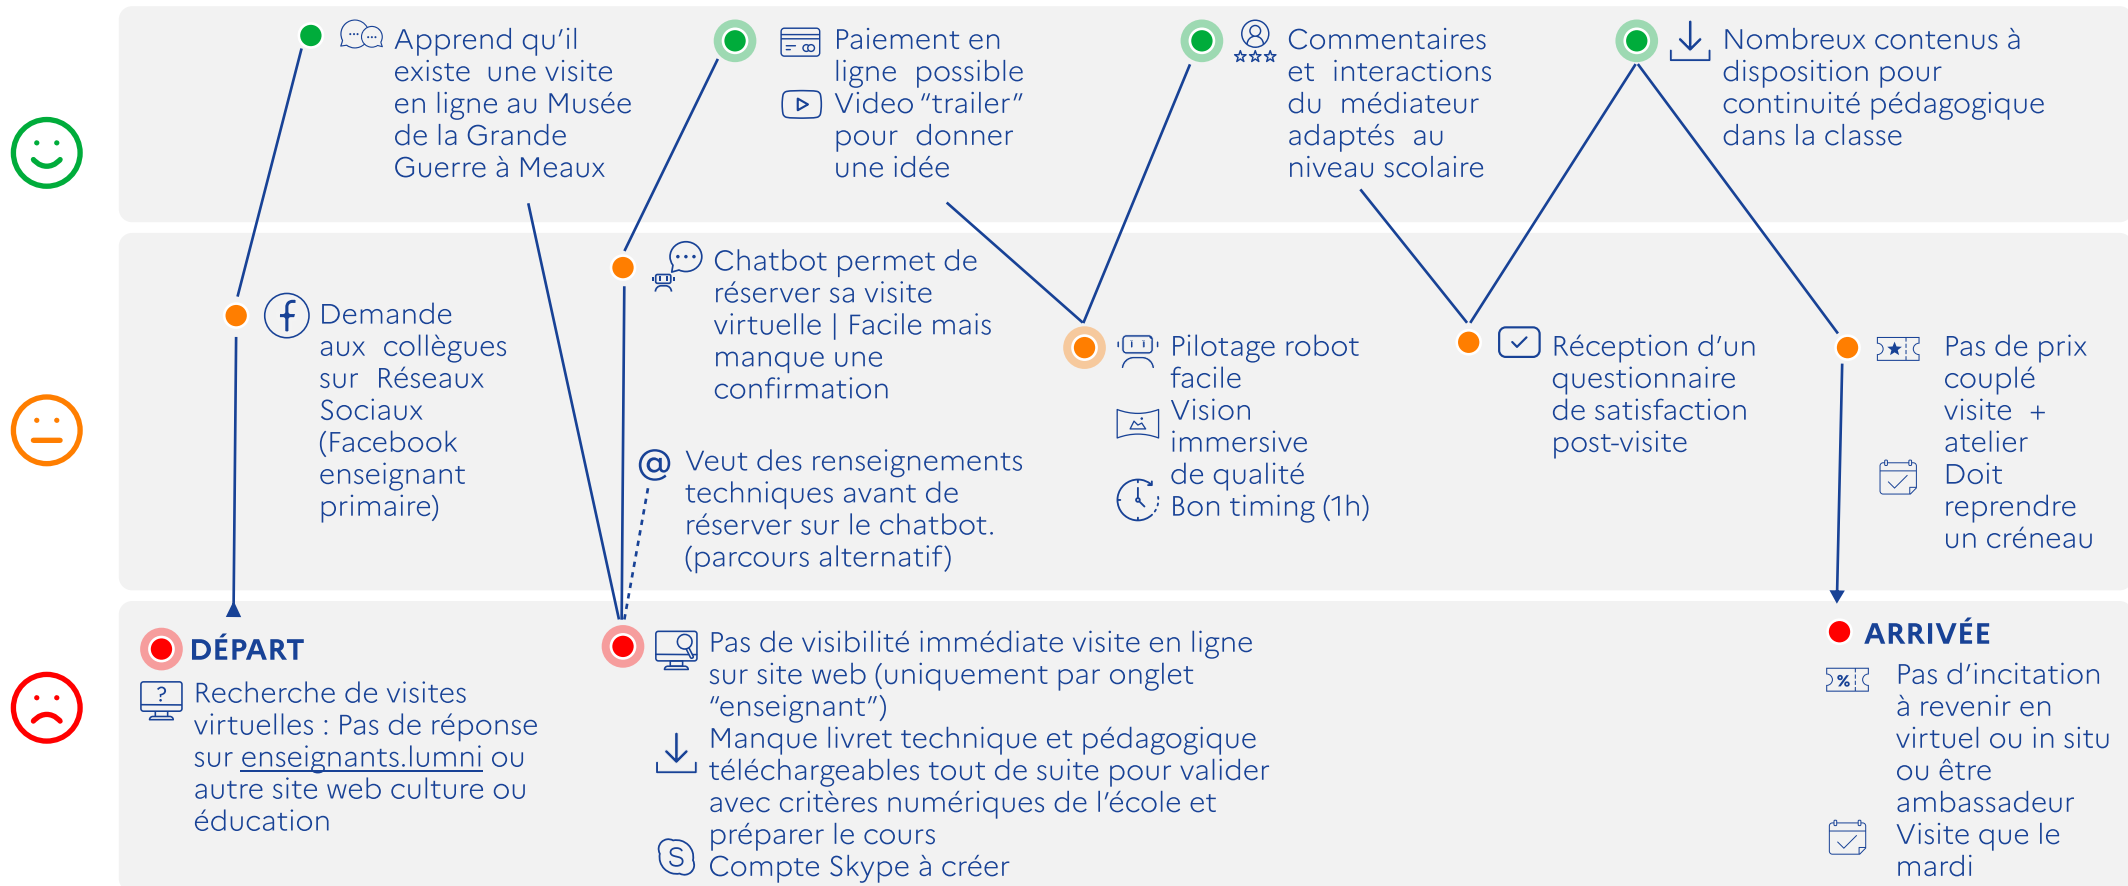 Apprend qu'il
existe une visite
en ligne au Musée
de la Grande
Guerre à Meaux
Paiement en
ligne possible
Video “trailer”
pour donner
une idée
Commentaires
et interactions
du médiateur
adaptés au
niveau scolaire
Nombreux contenus à
disposition pour
continuité pédagogique
dans la classe
Demande
aux collègues
sur Réseaux
Sociaux
(Facebook
enseignant
primaire)
Chatbot permet de
réserver sa visite
virtuelle | Facile mais
manque une
confirmation
@ Veut des renseignements
techniques avant de
réserver sur le chatbot.
(parcours alternatif)
Pilotage robot
facile
Vision
immersive
de qualité
Bon timing (1h)
Réception d'un
questionnaire
de satisfaction
post-visite
Pas de prix
couplé
visite +
atelier
Doit
reprendre
un créneau
DÉPART
Recherche de visites
virtuelles : Pas de réponse
sur enseignants.lumni ou
autre site web culture ou
éducation
Pas de visibilité immédiate visite en ligne
sur site web (uniquement par onglet
“enseignant”)
Manque livret technique et pédagogique
téléchargeables tout de suite pour valider
avec critères numériques de l'école et
préparer le cours
Compte Skype à créer
ARRIVÉE
Pas d'incitation
à revenir en
virtuel ou in situ
ou être
ambassadeur
Visite que le
mardi